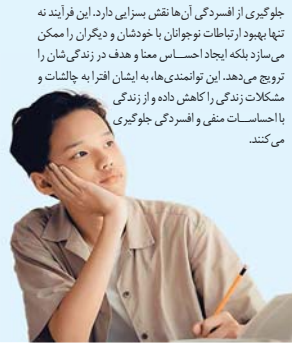 جلوگیری از افسردگی آن‌ها نقش بسزایی دارد. این فرآیند نه
تنها بهبود ارتباطات نوجوانان با خودشان و دیگران را ممکن
می‌سازد بلکه ایجاد احساس معنا و هدف در زندگی‌شان را
ترویج می‌دهد. این توانمندی‌ها، به ایشان افترا به چالشات و
مشکلات زندگی را کاهش داده و از زندگی
با احساسات منفی و افسردگی جلوگیری
می‌کنند.